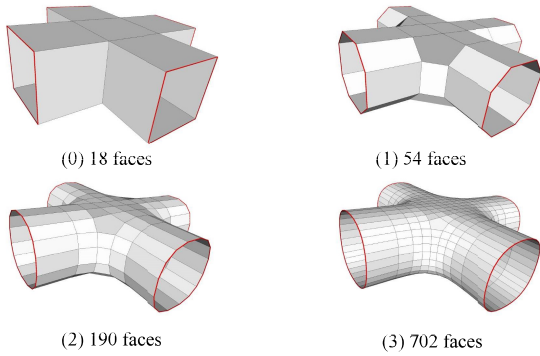 (0) 18 faces
(1) 54 faces
(2) 190 faces
(3) 702 faces